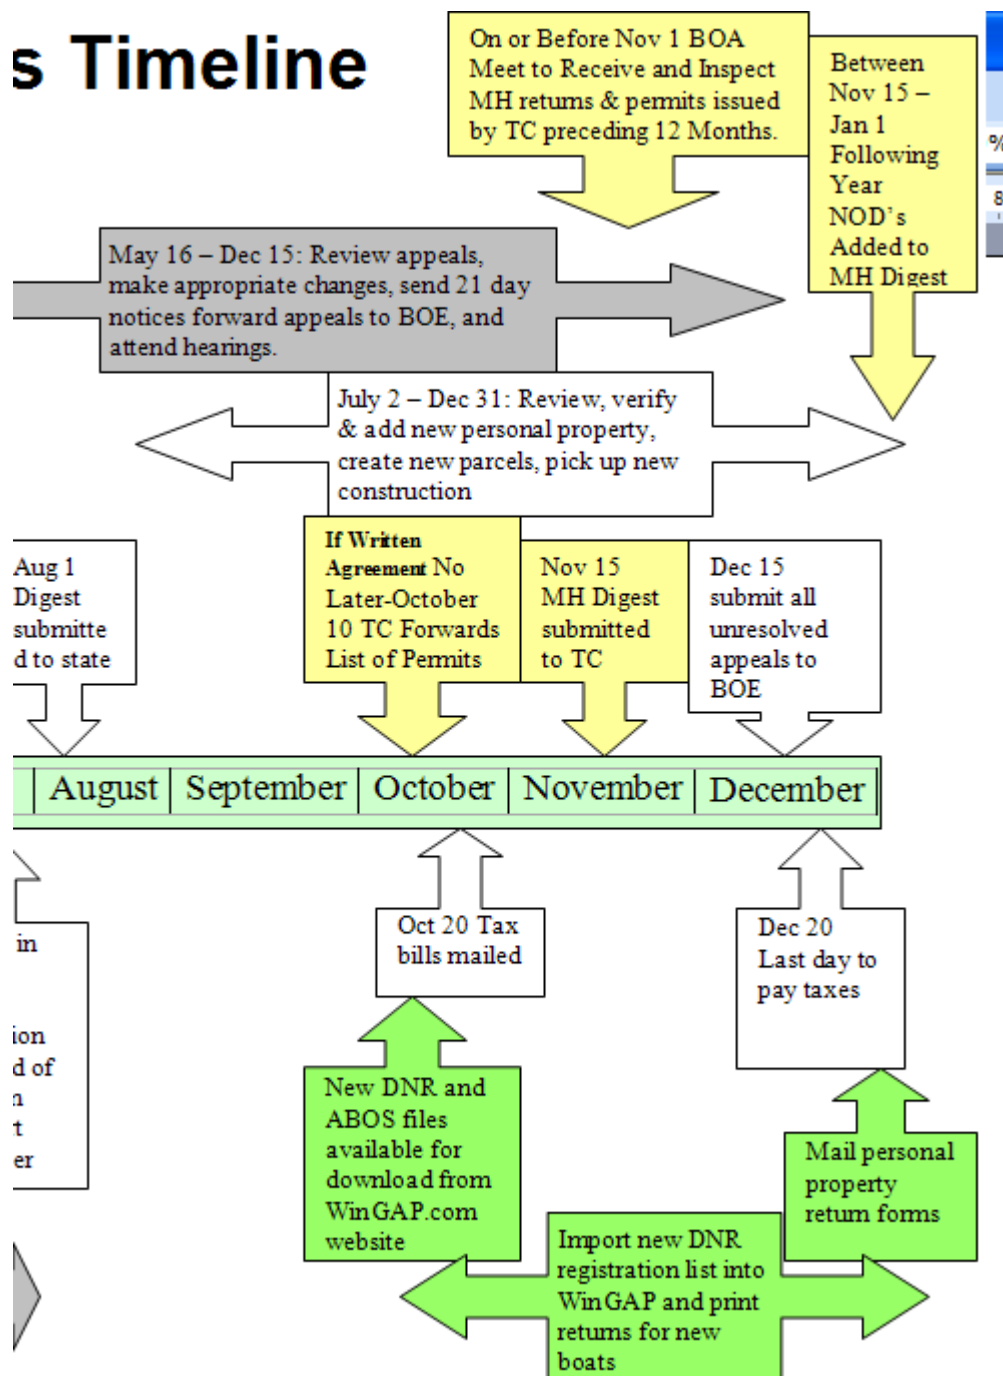 s Timeline
On or Before Nov 1 BOA
Meet to Receive and Inspect
MH returns & permits issued
by TC preceding 12 Months.
Between
Nov 15 –
Jan 1
Following
Year
NOD's
Added to
MH Digest
%
8
May 16 – Dec 15: Review appeals,
make appropriate changes, send 21 day
notices forward appeals to BOE, and
attend hearings.
July 2 – Dec 31: Review, verify
& add new personal property,
create new parcels, pick up new
construction
Aug 1
Digest
submitte
d to state
If Written
Agreement No
Later-October
10 TC Forwards
List of Permits
Nov 15
MH Digest
submitted
to TC
Dec 15
submit all
unresolved
appeals to
BOE
August September October November December
in
ion
d of
n
rt
er
Oct 20 Tax
bills mailed
Dec 20
Last day to
pay taxes
New DNR and
ABOS files
available for
download from
WinGAP.com
website
Mail personal
property
return forms
Import new DNR
registration list into
WinGAP and print
returns for new
boats